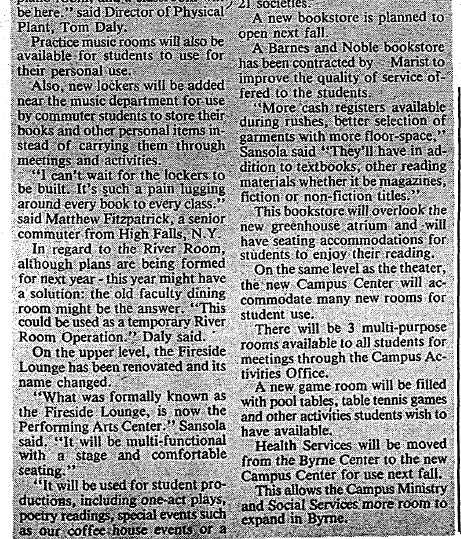 be here." said Director of Physical
Plant, Tom Daly.
Practice music rooms will also be
available for students to use for
their personal use.
Also, new lockers will be added
near the music department for use
by commuter students to store their
books and other personal items in-
stead of carrying them through
meetings and activities.
"I can't wait for the lockers to
be built. It's such a pain lugging
around every book to every class."
said Matthew Fitzpatrick, a senior
commuter from High Falls, N.Y.
In regard to the River Room,
although plans are being formed
for next year - this year might have
a solution: the old faculty dining
room might be the answer. "This
could be used as a temporary River
Room Operation." Daly said.
On the upper level, the Fireside
Lounge has been renovated and its
name changed.
"What was formally known as
the Fireside Lounge, is now the
Performing Arts Center." Sansola
said. "It will be multi-functional
with a stage and comfortable
seating."
"It will be used for student pro-
ductions, including one-act plays,
poetry readings, special events such
as our coffee house events or a
21 societies.
A new bookstore is planned to
open next fall.
A Barnes and Noble bookstore
has been contracted by Marist to
improve the quality of service of-
fered to the students.
"More cash registers available
during rushes, better selection of
garments with more floor-space,"
Sansola said "They'll have in ad-
dition to textbooks, other reading
materials whether it be magazines,
fiction or non-fiction titles."
This bookstore will overlook the
new greenhouse atrium and will
have seating accommodations for
students to enjoy their reading.
On the same level as the theater,
the new Campus Center will ac-
commodate many new rooms for
student use.
There will be 3 multi-purpose
rooms available to all students for
meetings through the Campus Ac-
tivities Office.
A new game room will be filled
with pool tables, table tennis games
and other activities students wish to
have available.
Health Services will be moved
from the Byrne Center to the new
Campus Center for use next fall.
This allows the Campus Ministry
and Social Services more room to
expand in Byrne.